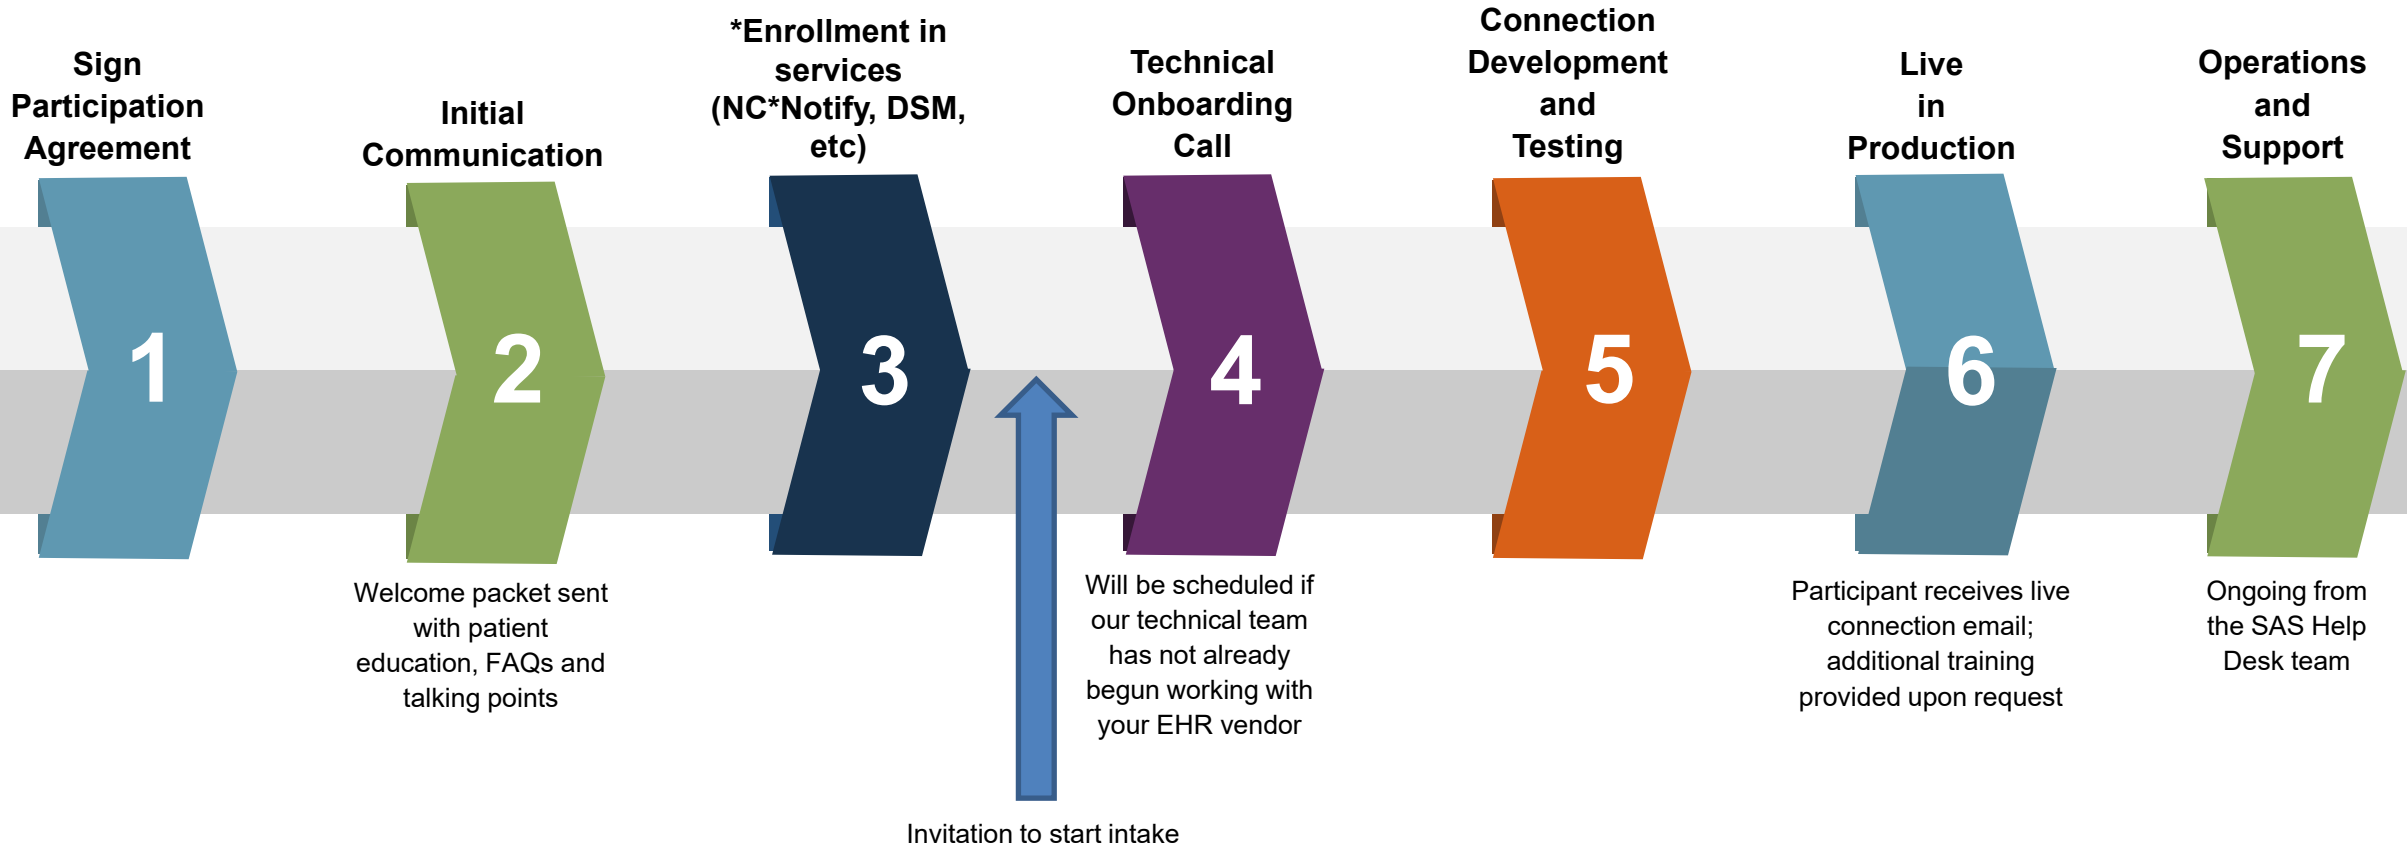 Sign
Participation
Agreement
Initial
Communication
*Enrollment in
services
(NC*Notify, DSM,
etc)
Technical
Onboarding
Call
Connection
Development
and
Testing
Live
in
Production
Operations
and
Support
1
2
3
4
5
6
7
Welcome packet sent
with patient
education, FAQs and
talking points
Will be scheduled if
our technical team
has not already
begun working with
your EHR vendor
Participant receives live
connection email;
additional training
provided upon request
Ongoing from
the SAS Help
Desk team
Invitation to start intake